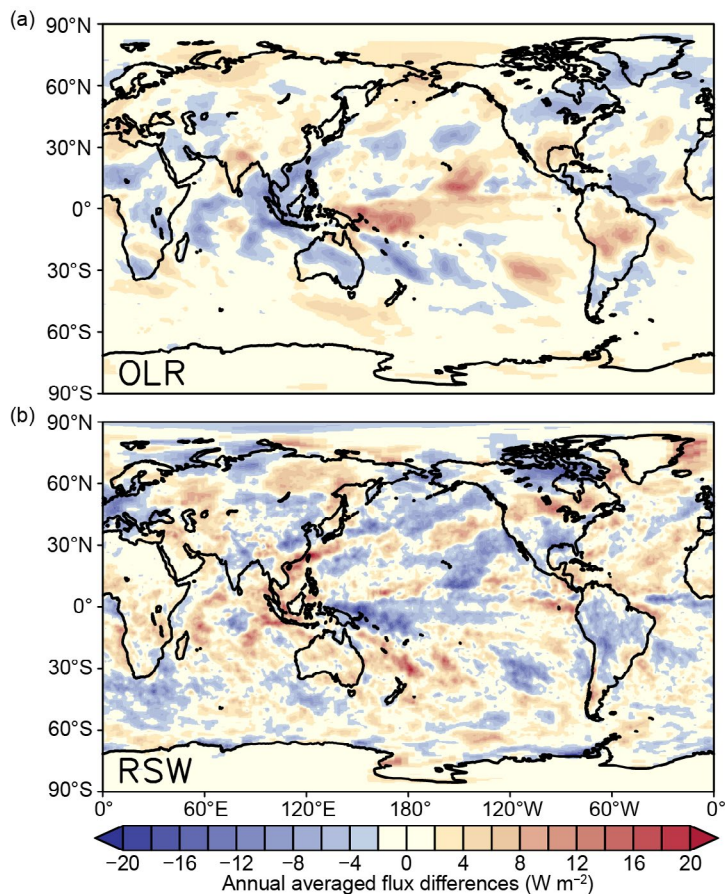 (a)
90°N
60°N
30°N
0°
30°S
60°S
90°S
OLR
(b)
90°N
60°N
30°N
0°
30°S
60°S
90°S
RSW
0° 60°E 120°E 180° 120°W 60°W 0°
−20 −16 −12 −8 −4 0 4 8 12 16 20
Annual averaged flux differences (W m⁻²)